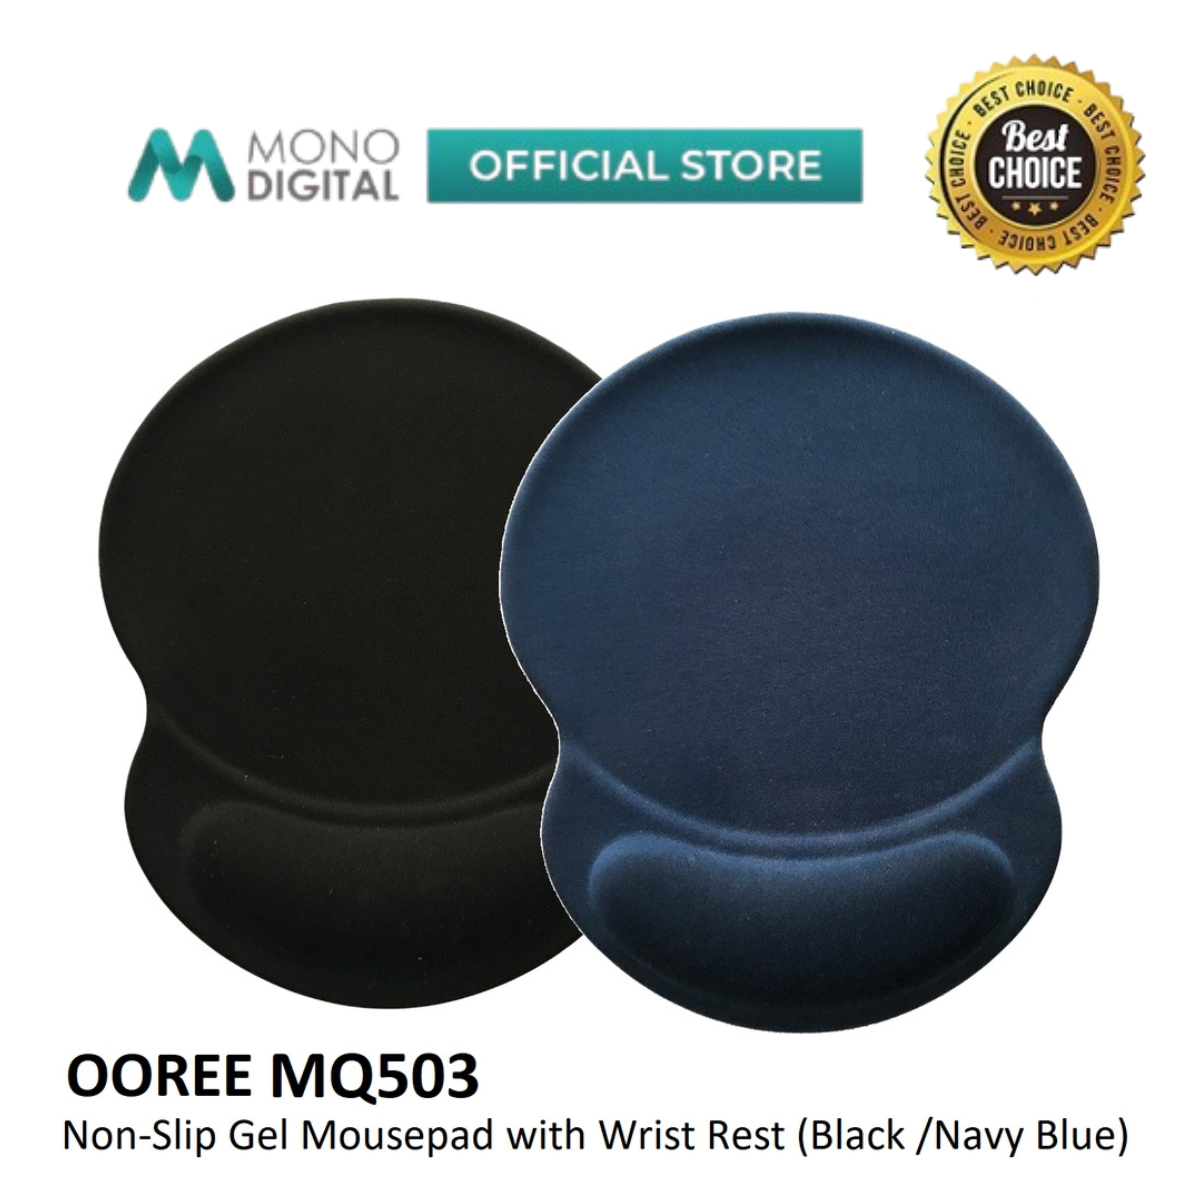 MONO
DIGITAL
OFFICIAL STORE
BEST CHOICE · BEST CHOICE · BEST CHOICE · BEST CHOICE ·
Best
CHOICE
OOREE MQ503
Non-Slip Gel Mousepad with Wrist Rest (Black /Navy Blue)